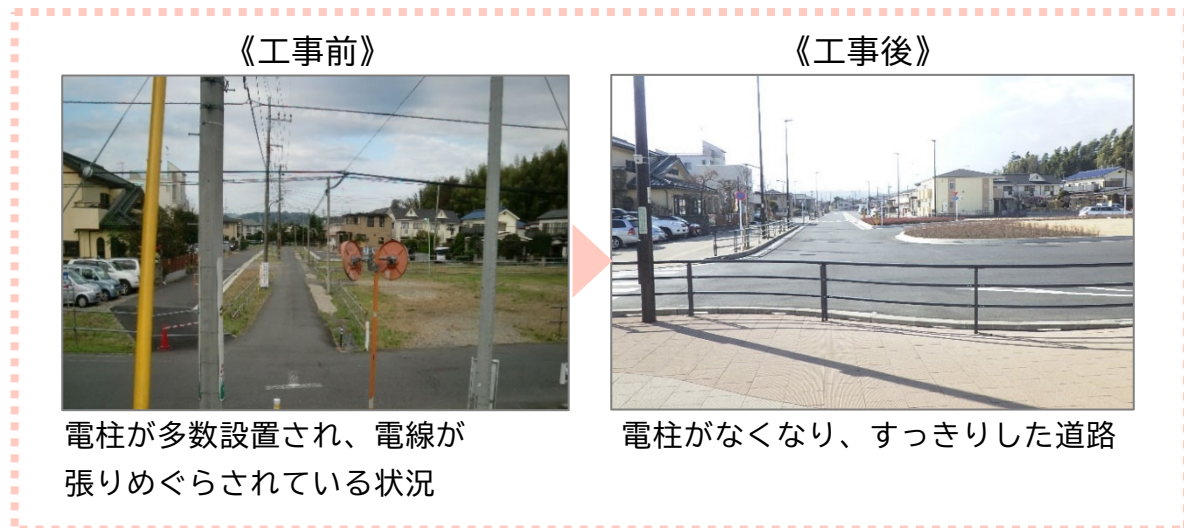 《工事前》
《工事後》
電柱が多数設置され、電線が
張りめぐらされている状況
電柱がなくなり、すっきりした道路